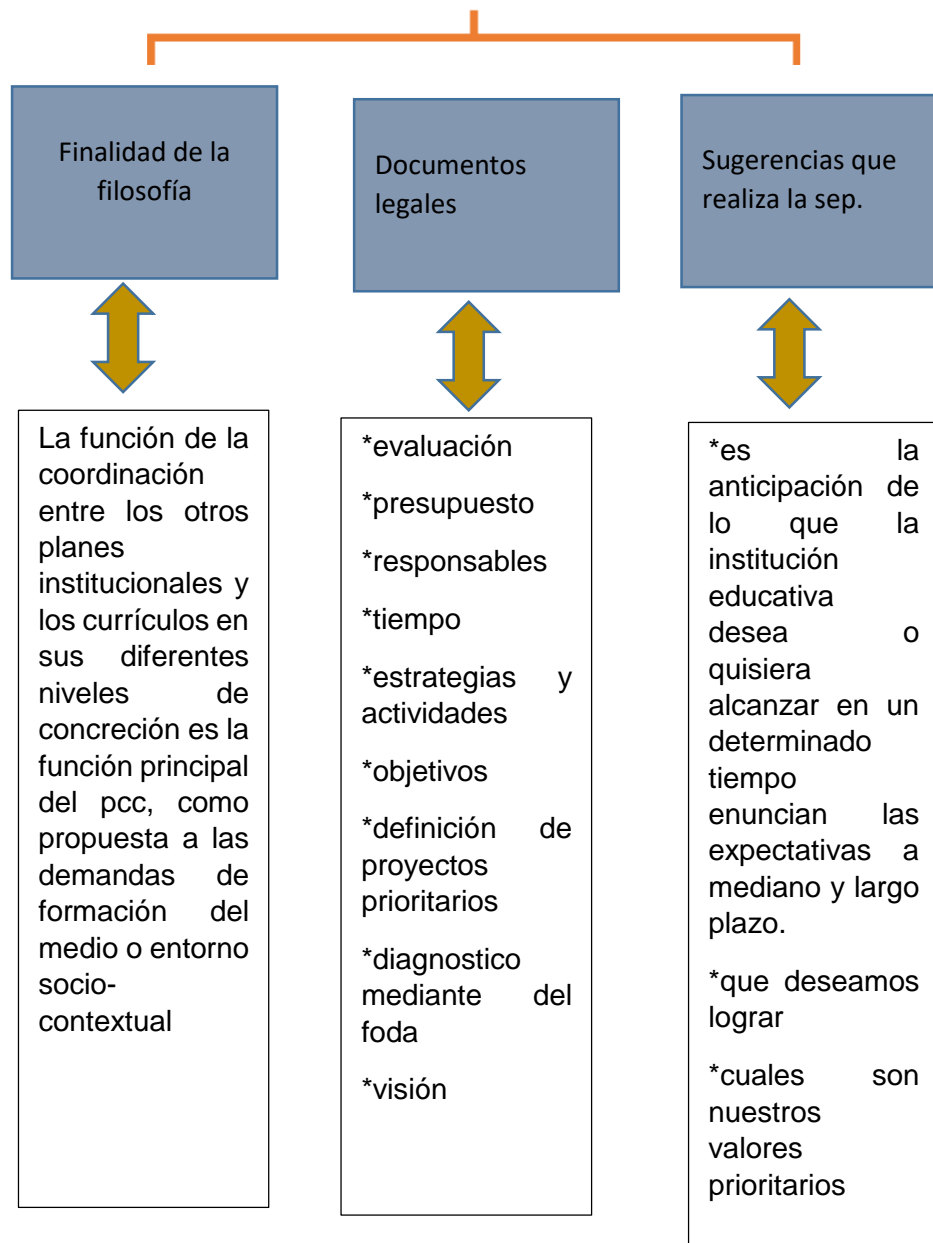 Finalidad de la
filosofía
La función de la
coordinación
entre los otros
planes
institucionales y
los currículos en
sus diferentes
niveles de
concreción es la
función principal
del pcc, como
propuesta a las
demandas de
formación del
medio o entorno
socio-
contextual
Documentos
legales
*evaluación
*presupuesto
*responsables
*tiempo
*estrategias y
actividades
*objetivos
*definición de
proyectos
prioritarios
*diagnostico
mediante del
foda
*visión
Sugerencias que
realiza la sep.
*es la
anticipación de
lo que la
institución
educativa
desea o
quisiera
alcanzar en un
determinado
tiempo
enuncian las
expectativas a
mediano y largo
plazo.
*que deseamos
lograr
*cuales son
nuestros
valores
prioritarios